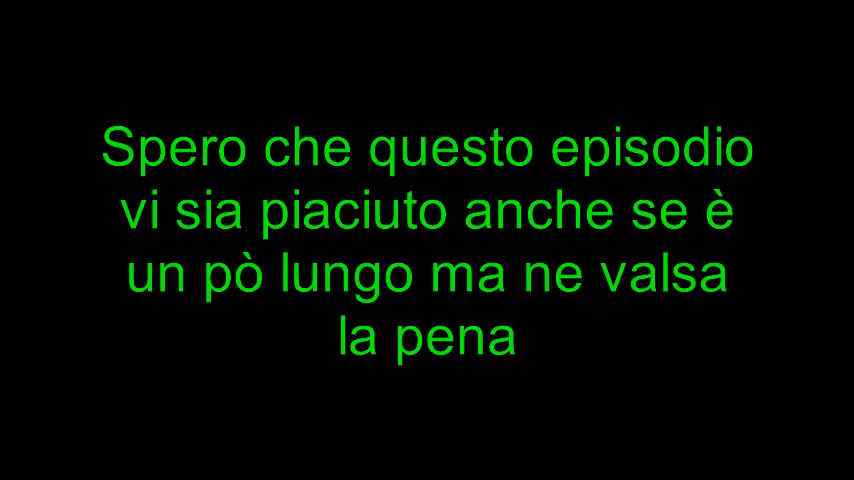 Spero che questo episodio
vi sia piaciuto anche se è
un pò lungo ma ne valsa
la pena